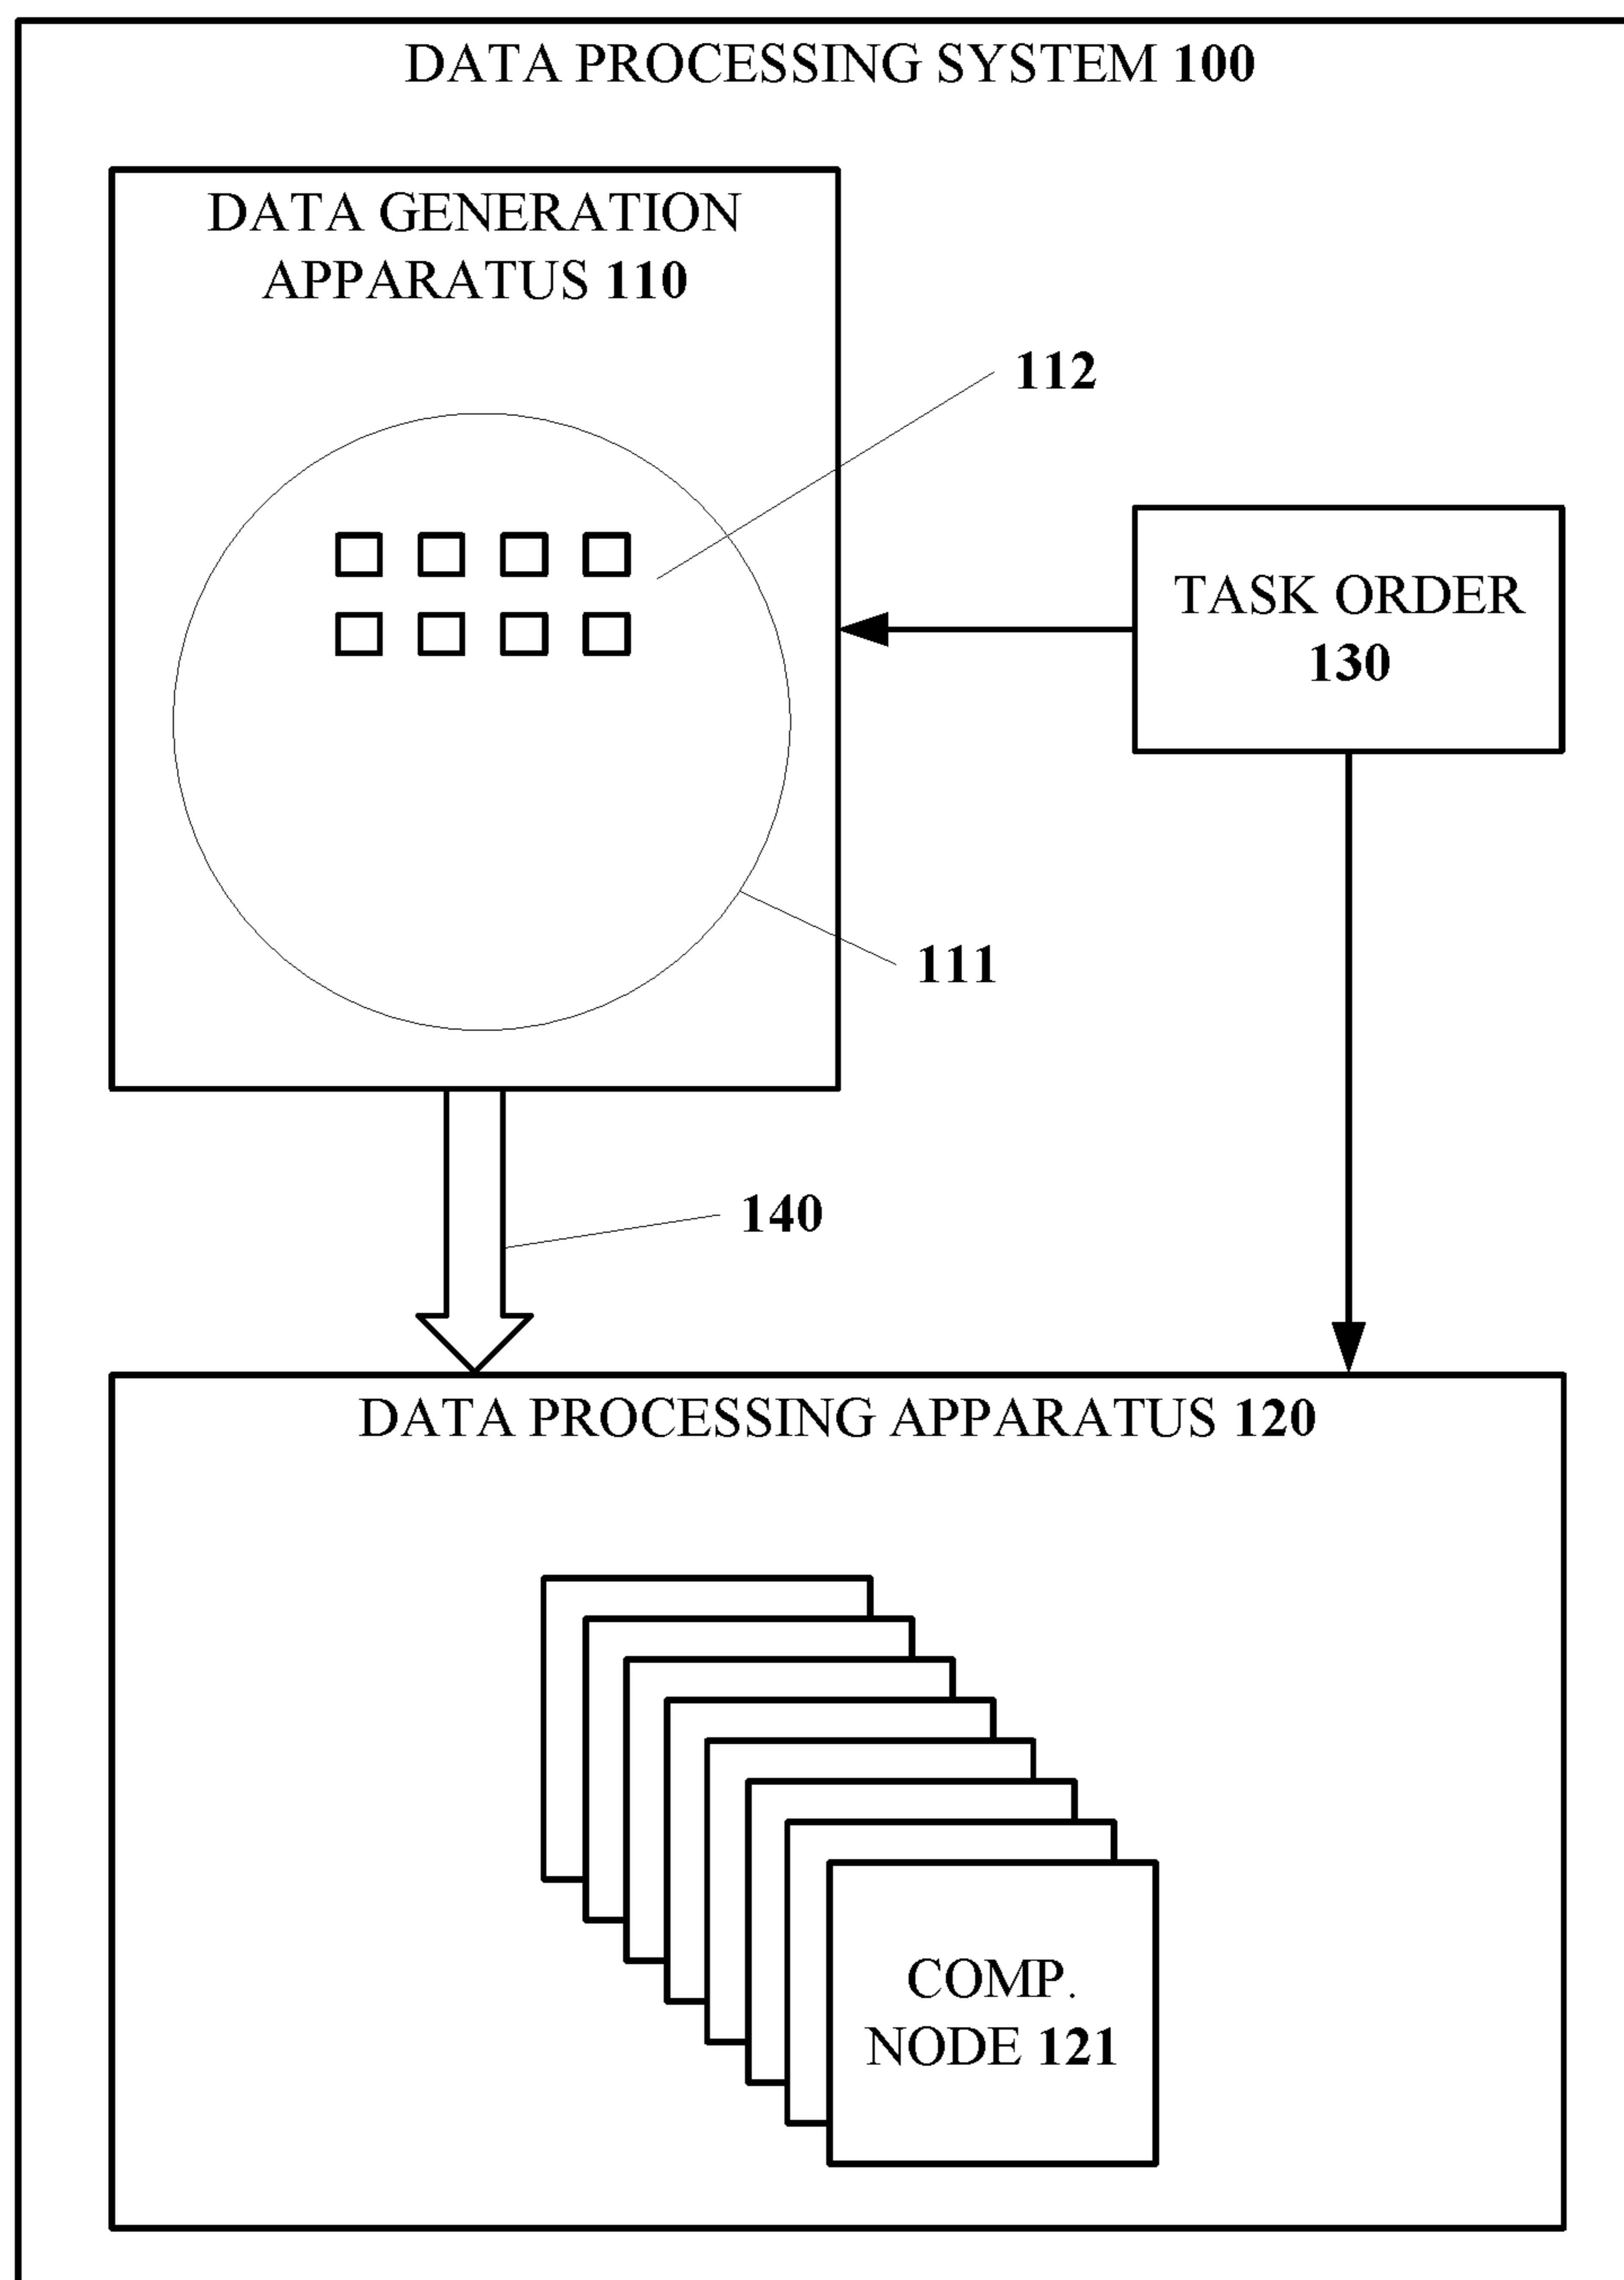 DATA PROCESSING SYSTEM 100
DATA GENERATION
APPARATUS 110
112
TASK ORDER
130
111
140
DATA PROCESSING APPARATUS 120
COMP.
NODE 121